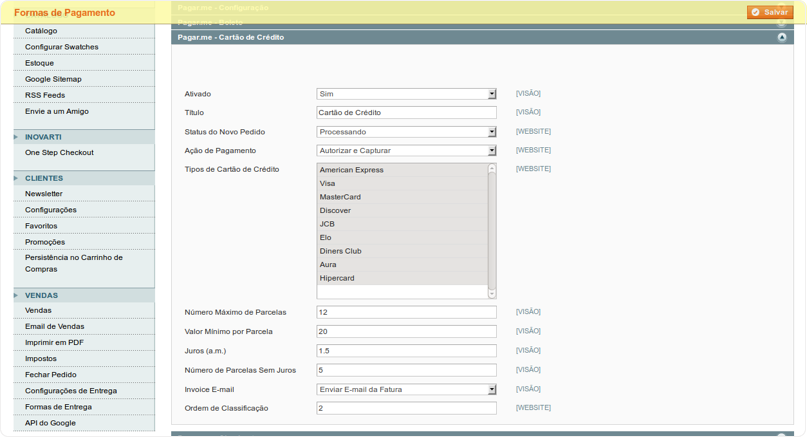 Formas de Pagamento
Pagar.me - Configuração
Salvar
Pagar.me - Boleto
Pagar.me - Cartão de Crédito
Catálogo
Configurar Swatches
Estoque
Google Sitemap
RSS Feeds
Envie a um Amigo
INOVARTI
One Step Checkout
CLIENTES
Newsletter
Configurações
Favoritos
Promoções
Persistência no Carrinho de
Compras
VENDAS
Vendas
Email de Vendas
Imprimir em PDF
Impostos
Fechar Pedido
Configurações de Entrega
Formas de Entrega
API do Google
Ativado Sim [VISÃO]
Título Cartão de Crédito [VISÃO]
Status do Novo Pedido Processando [WEBSITE]
Ação de Pagamento Autorizar e Capturar [WEBSITE]
Tipos de Cartão de Crédito American Express [WEBSITE]
Visa
MasterCard
Discover
JCB
Elo
Diners Club
Aura
Hipercard
Número Máximo de Parcelas 12 [VISÃO]
Valor Mínimo por Parcela 20 [VISÃO]
Juros (a.m.) 1.5 [VISÃO]
Número de Parcelas Sem Juros 5 [VISÃO]
Invoice E-mail Enviar E-mail da Fatura [VISÃO]
Ordem de Classificação 2 [WEBSITE]